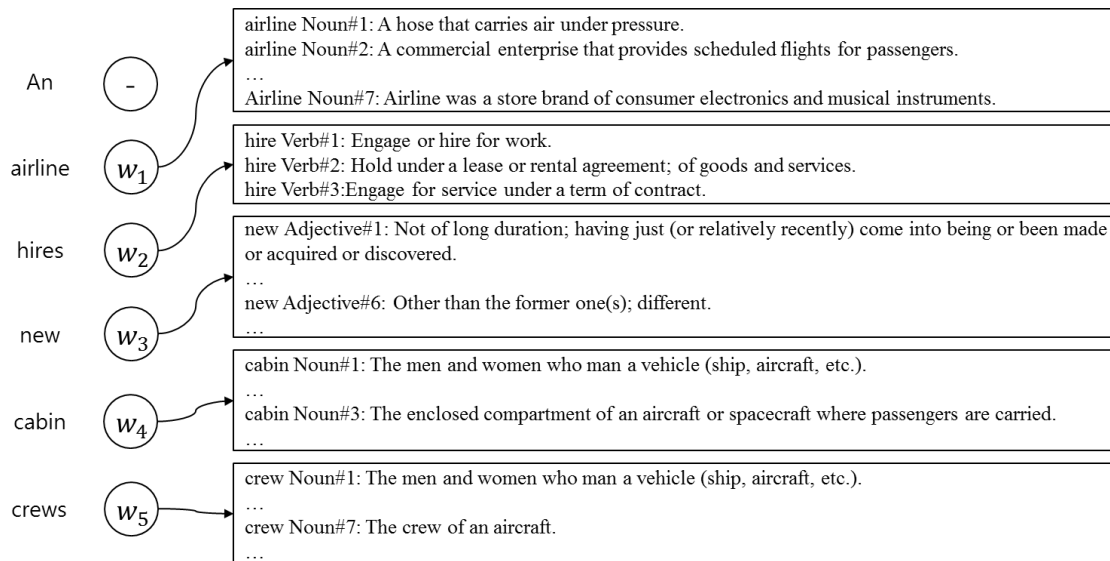 An
-
airline Noun#1: A hose that carries air under pressure.
airline Noun#2: A commercial enterprise that provides scheduled flights for passengers.
…
Airline Noun#7: Airline was a store brand of consumer electronics and musical instruments.
airline
w1
hire Verb#1: Engage or hire for work.
hire Verb#2: Hold under a lease or rental agreement; of goods and services.
hire Verb#3:Engage for service under a term of contract.
hires
w2
new Adjective#1: Not of long duration; having just (or relatively recently) come into being or been made
or acquired or discovered.
…
new Adjective#6: Other than the former one(s); different.
…
new
w3
cabin Noun#1: The men and women who man a vehicle (ship, aircraft, etc.).
…
cabin Noun#3: The enclosed compartment of an aircraft or spacecraft where passengers are carried.
…
cabin
w4
crew Noun#1: The men and women who man a vehicle (ship, aircraft, etc.).
…
crew Noun#7: The crew of an aircraft.
…
crews
w5